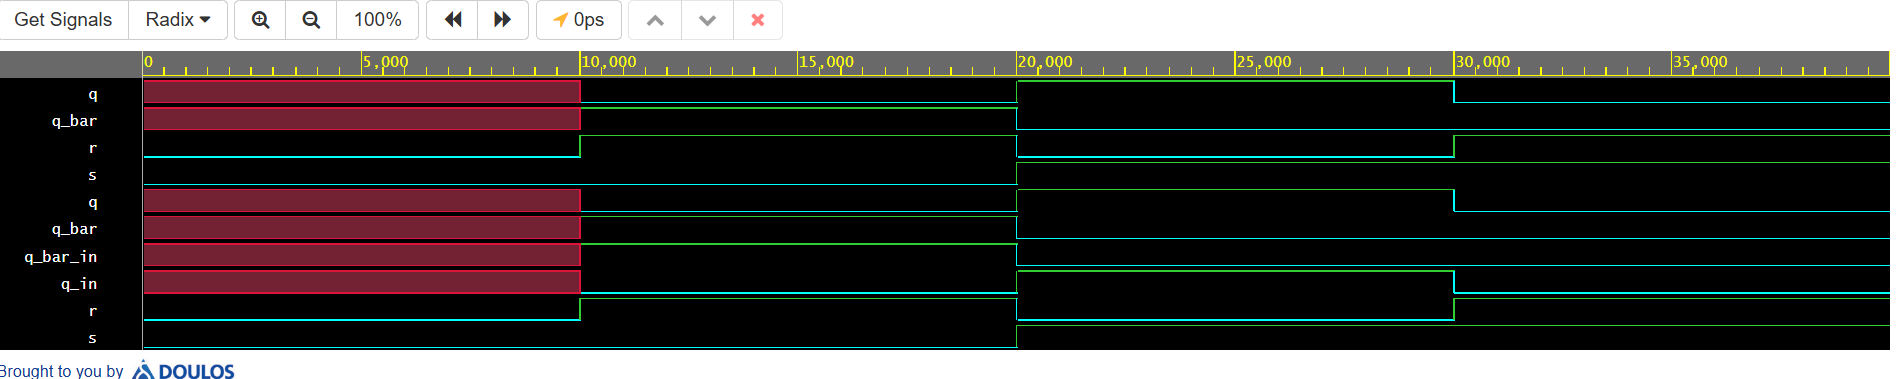 Get Signals Radix 100% 0ps
0 5,000 10,000 15,000 20,000 25,000 30,000 35,000
q
q_bar
r
s
q
q_bar
q_bar_in
q_in
r
s
Brought to you by DOULOS